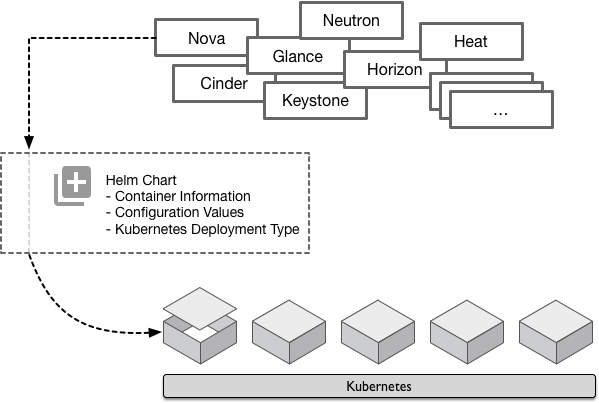 Neutron
Nova
Heat
Glance
Horizon
Cinder
Keystone
...
Helm Chart
- Container Information
- Configuration Values
- Kubernetes Deployment Type
Kubernetes